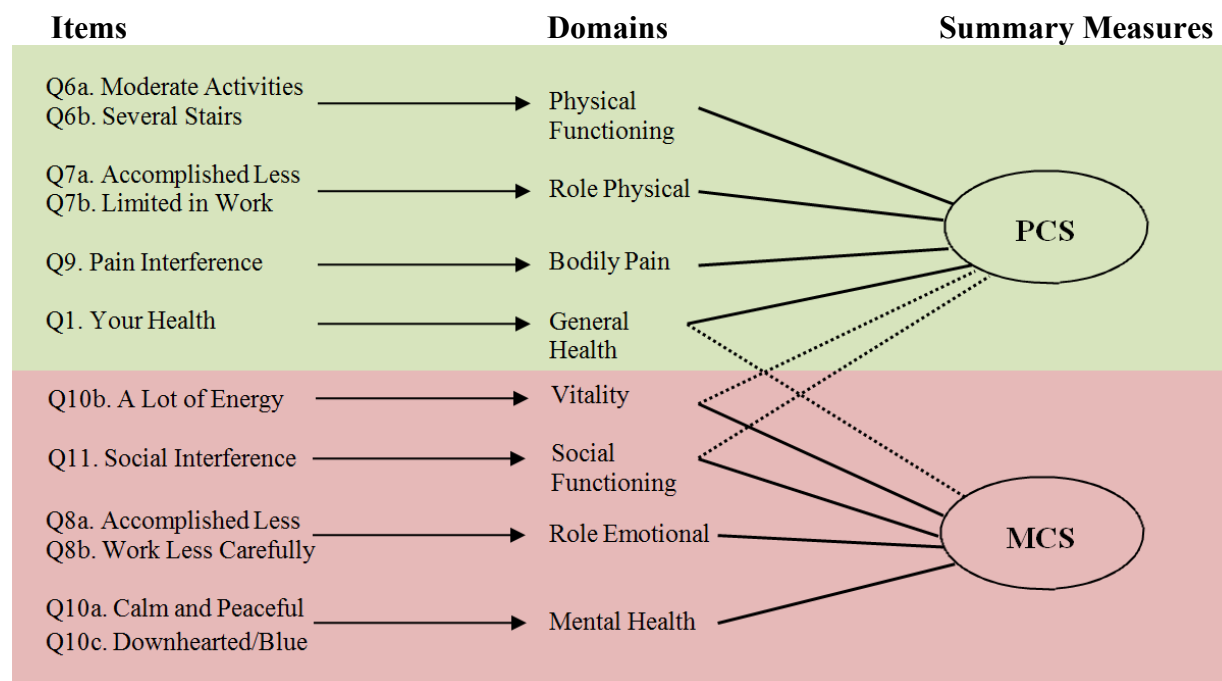 Items Domains Summary Measures
Q6a. Moderate Activities
Q6b. Several Stairs
Physical
Functioning
Q7a. Accomplished Less
Q7b. Limited in Work
Role Physical
PCS
Q9. Pain Interference
Bodily Pain
Q1. Your Health
General
Health
Q10b. A Lot of Energy
Vitality
Q11. Social Interference
Social
Functioning
Q8a. Accomplished Less
Q8b. Work Less Carefully
Role Emotional
MCS
Q10a. Calm and Peaceful
Q10c. Downhearted/Blue
Mental Health